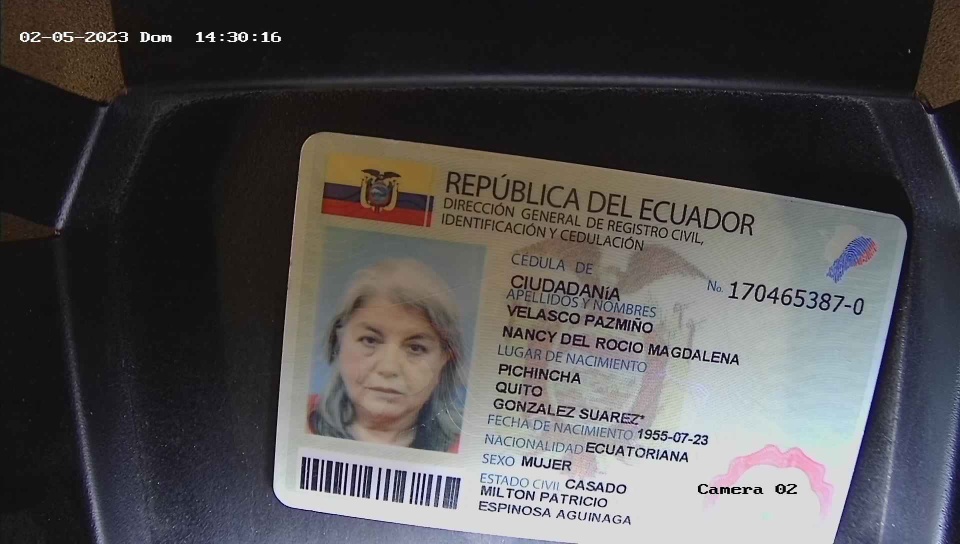 02-05-2023 Dom 14:30:16
REPÚBLICA DEL ECUADOR
DIRECCIÓN GENERAL DE REGISTRO CIVIL,
IDENTIFICACIÓN Y CEDULACIÓN
CÉDULA DE
CIUDADANíA
No. 170465387-0
APELLIDOS Y NOMBRES
VELASCO PAZMIÑO
NANCY DEL ROCIO MAGDALENA
LUGAR DE NACIMIENTO
PICHINCHA
QUITO
GONZALEZ SUAREZ*
FECHA DE NACIMIENTO 1955-07-23
NACIONALIDAD ECUATORIANA
SEXO MUJER
ESTADO CIVIL CASADO
MILTON PATRICIO
ESPINOSA AGUINAGA
Camera 02